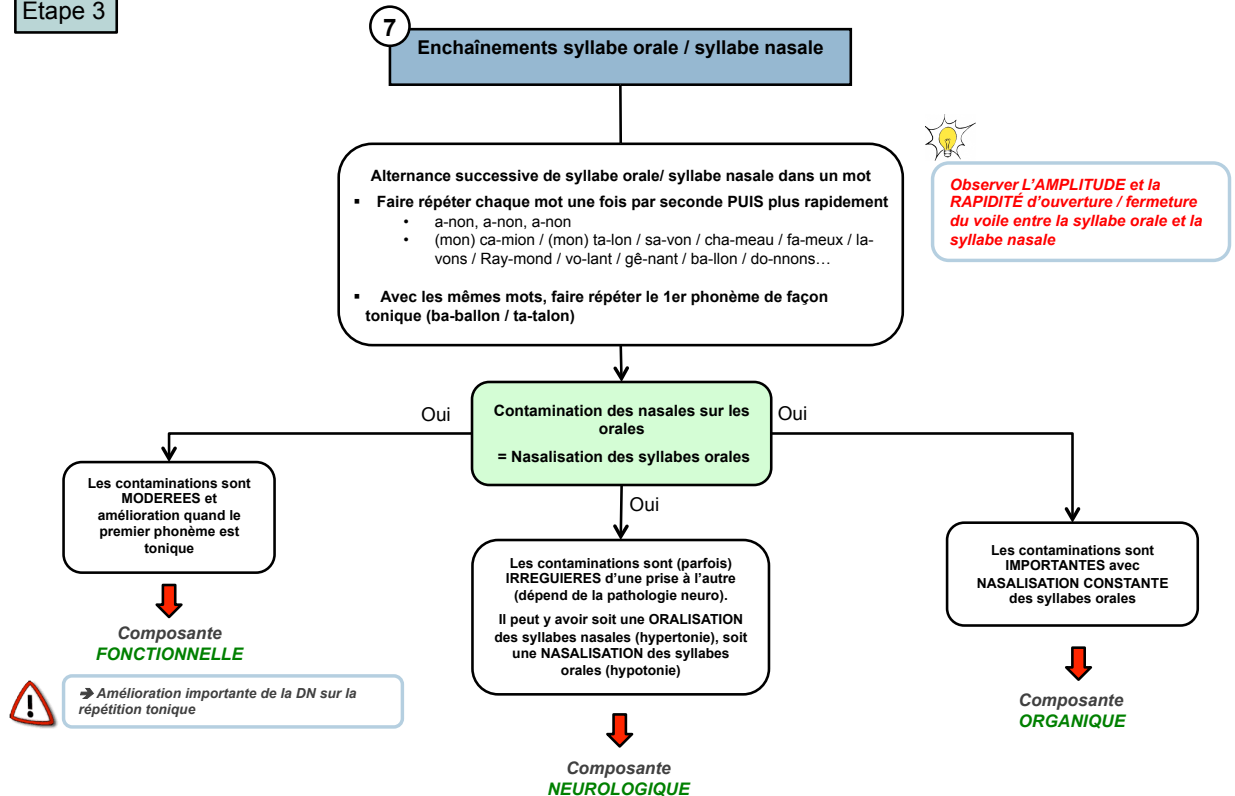 Etape 3
7
Enchaînements syllabe orale / syllabe nasale
Alternance successive de syllabe orale/ syllabe nasale dans un mot
▪ Faire répéter chaque mot une fois par seconde PUIS plus rapidement
• a-non, a-non, a-non
• (mon) ca-mion / (mon) ta-lon / sa-von / cha-meau / fa-meux / la-
vons / Ray-mond / vo-lant / gê-nant / ba-llon / do-nnons…
▪ Avec les mêmes mots, faire répéter le 1er phonème de façon
tonique (ba-ballon / ta-talon)
Observer L’AMPLITUDE et la
RAPIDITÉ d’ouverture / fermeture
du voile entre la syllabe orale et la
syllabe nasale
Oui
Contamination des nasales sur les
orales
= Nasalisation des syllabes orales
Oui
Oui
Les contaminations sont
MODEREES et
amélioration quand le
premier phonème est
tonique
Composante
FONCTIONNELLE
! 
➔ Amélioration importante de la DN sur la
répétition tonique
Les contaminations sont (parfois)
IRREGUIERES d’une prise à l’autre
(dépend de la pathologie neuro).
Il peut y avoir soit une ORALISATION
des syllabes nasales (hypertonie), soit
une NASALISATION des syllabes
orales (hypotonie)
Composante
NEUROLOGIQUE
Les contaminations sont
IMPORTANTES avec
NASALISATION CONSTANTE
des syllabes orales
Composante
ORGANIQUE